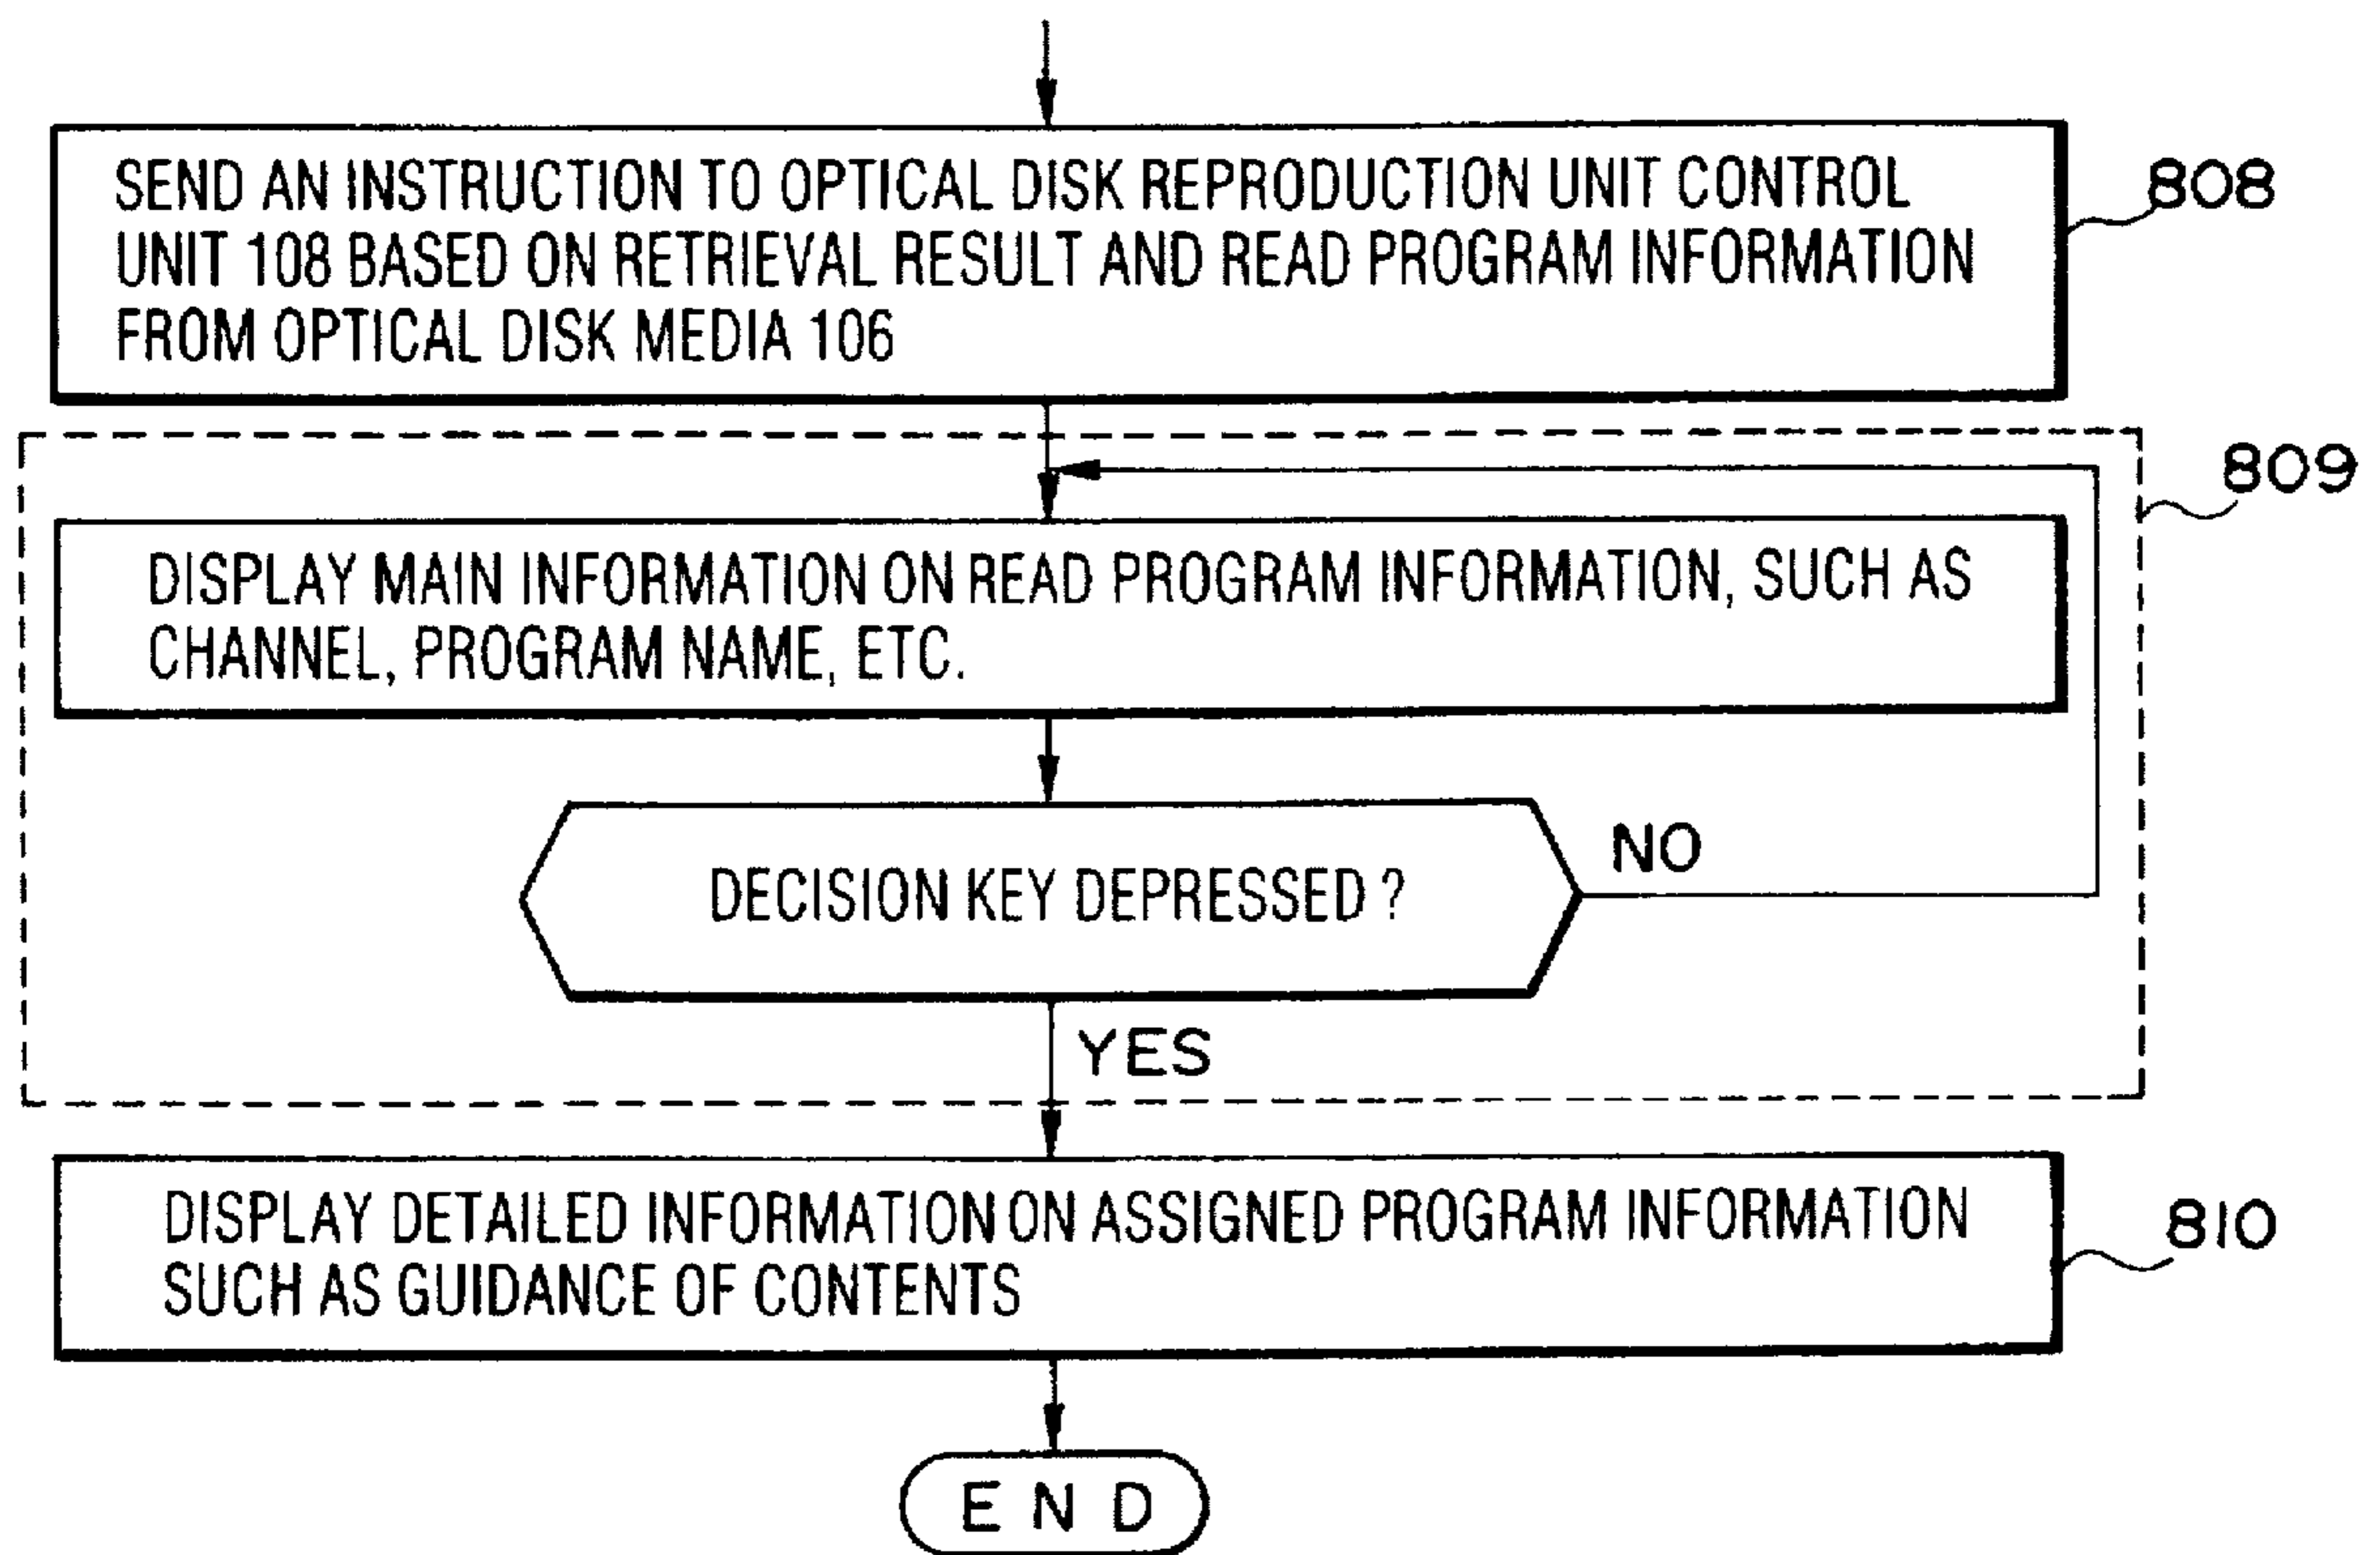 SEND AN INSTRUCTION TO OPTICAL DISK REPRODUCTION UNIT CONTROL
UNIT 108 BASED ON RETRIEVAL RESULT AND READ PROGRAM INFORMATION
FROM OPTICAL DISK MEDIA 106
808
809
DISPLAY MAIN INFORMATION ON READ PROGRAM INFORMATION, SUCH AS
CHANNEL, PROGRAM NAME, ETC.
DECISION KEY DEPRESSED ?
NO
YES
DISPLAY DETAILED INFORMATION ON ASSIGNED PROGRAM INFORMATION
SUCH AS GUIDANCE OF CONTENTS
810
END